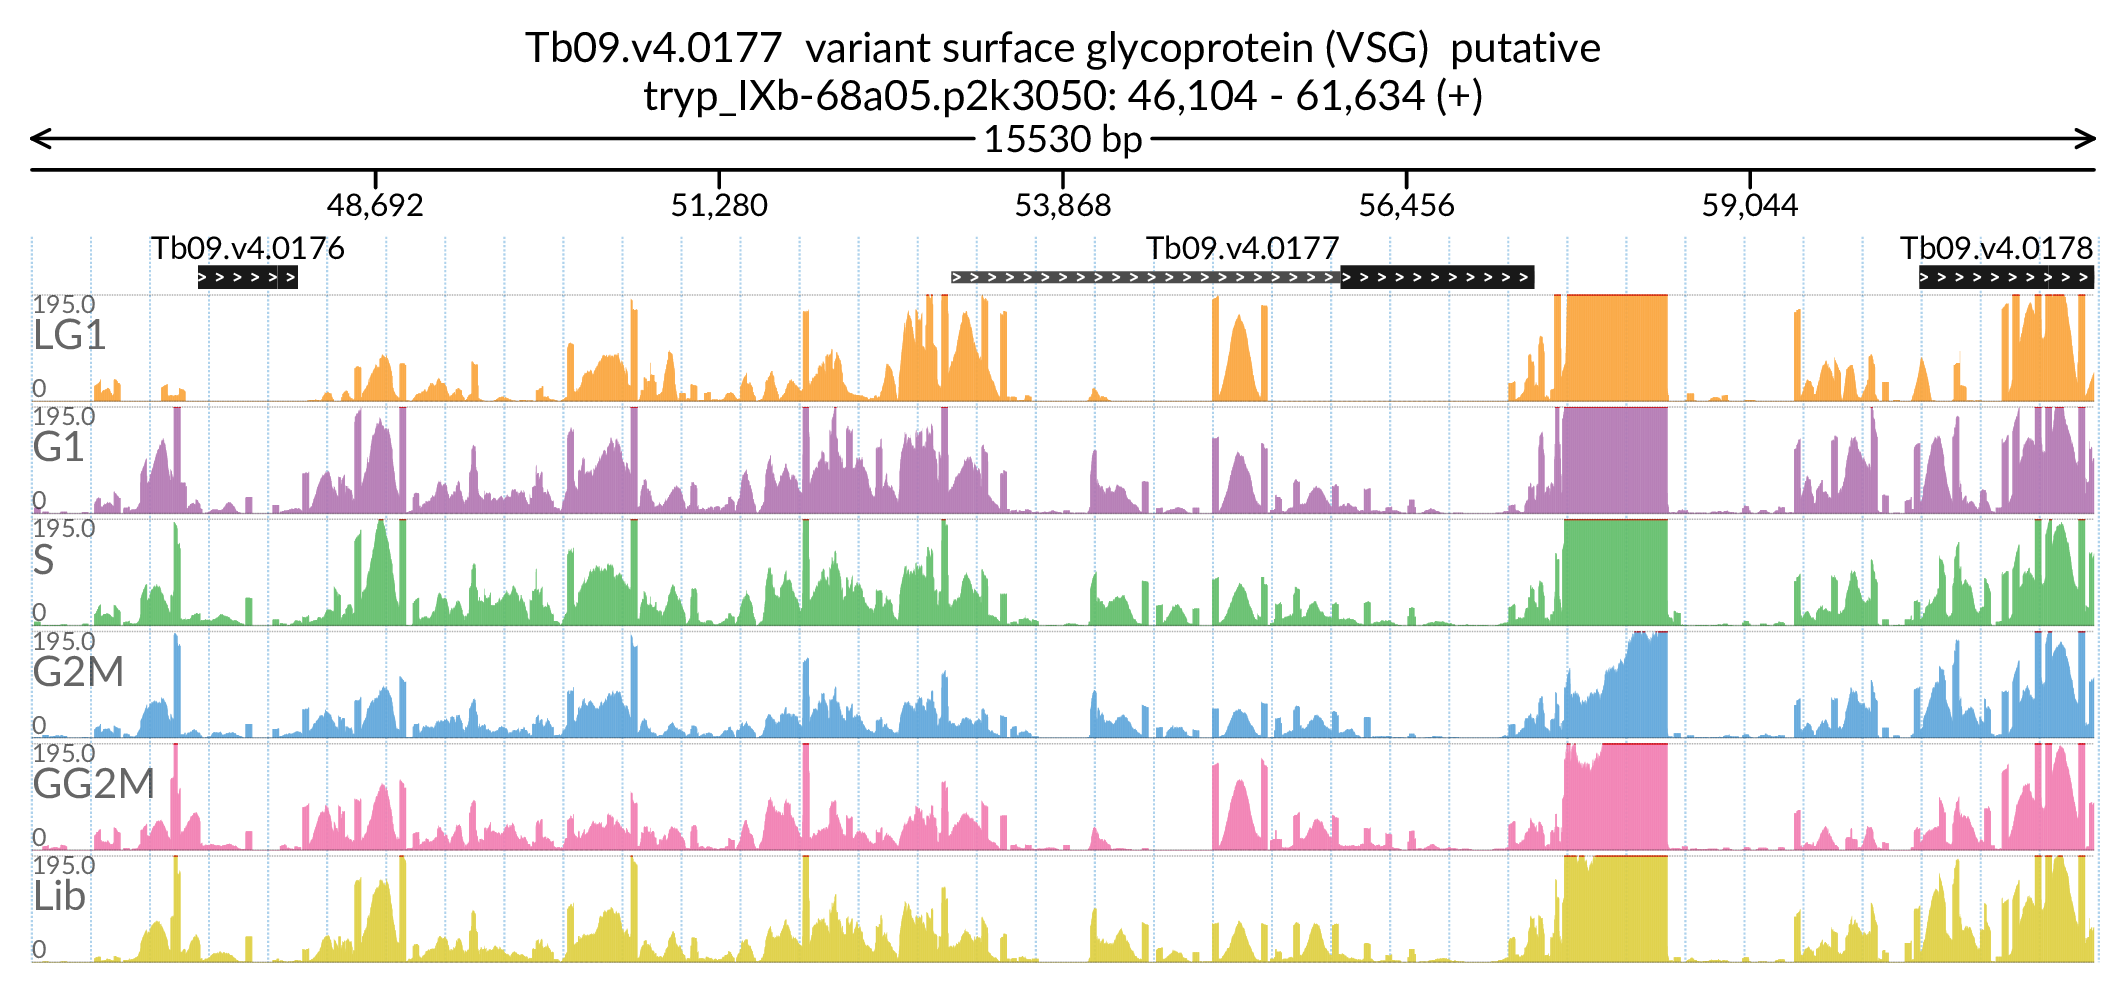 Tb09.v4.0177 variant surface glycoprotein (VSG) putative
tryp_IXb-68a05.p2k3050: 46,104 - 61,634 (+)
15530 bp
48,692 51,280 53,868 56,456 59,044
Tb09.v4.0176 Tb09.v4.0177 Tb09.v4.0178
195.0
LG1
0
195.0
G1
0
195.0
S
0
195.0
G2M
0
195.0
GG2M
0
195.0
Lib
0